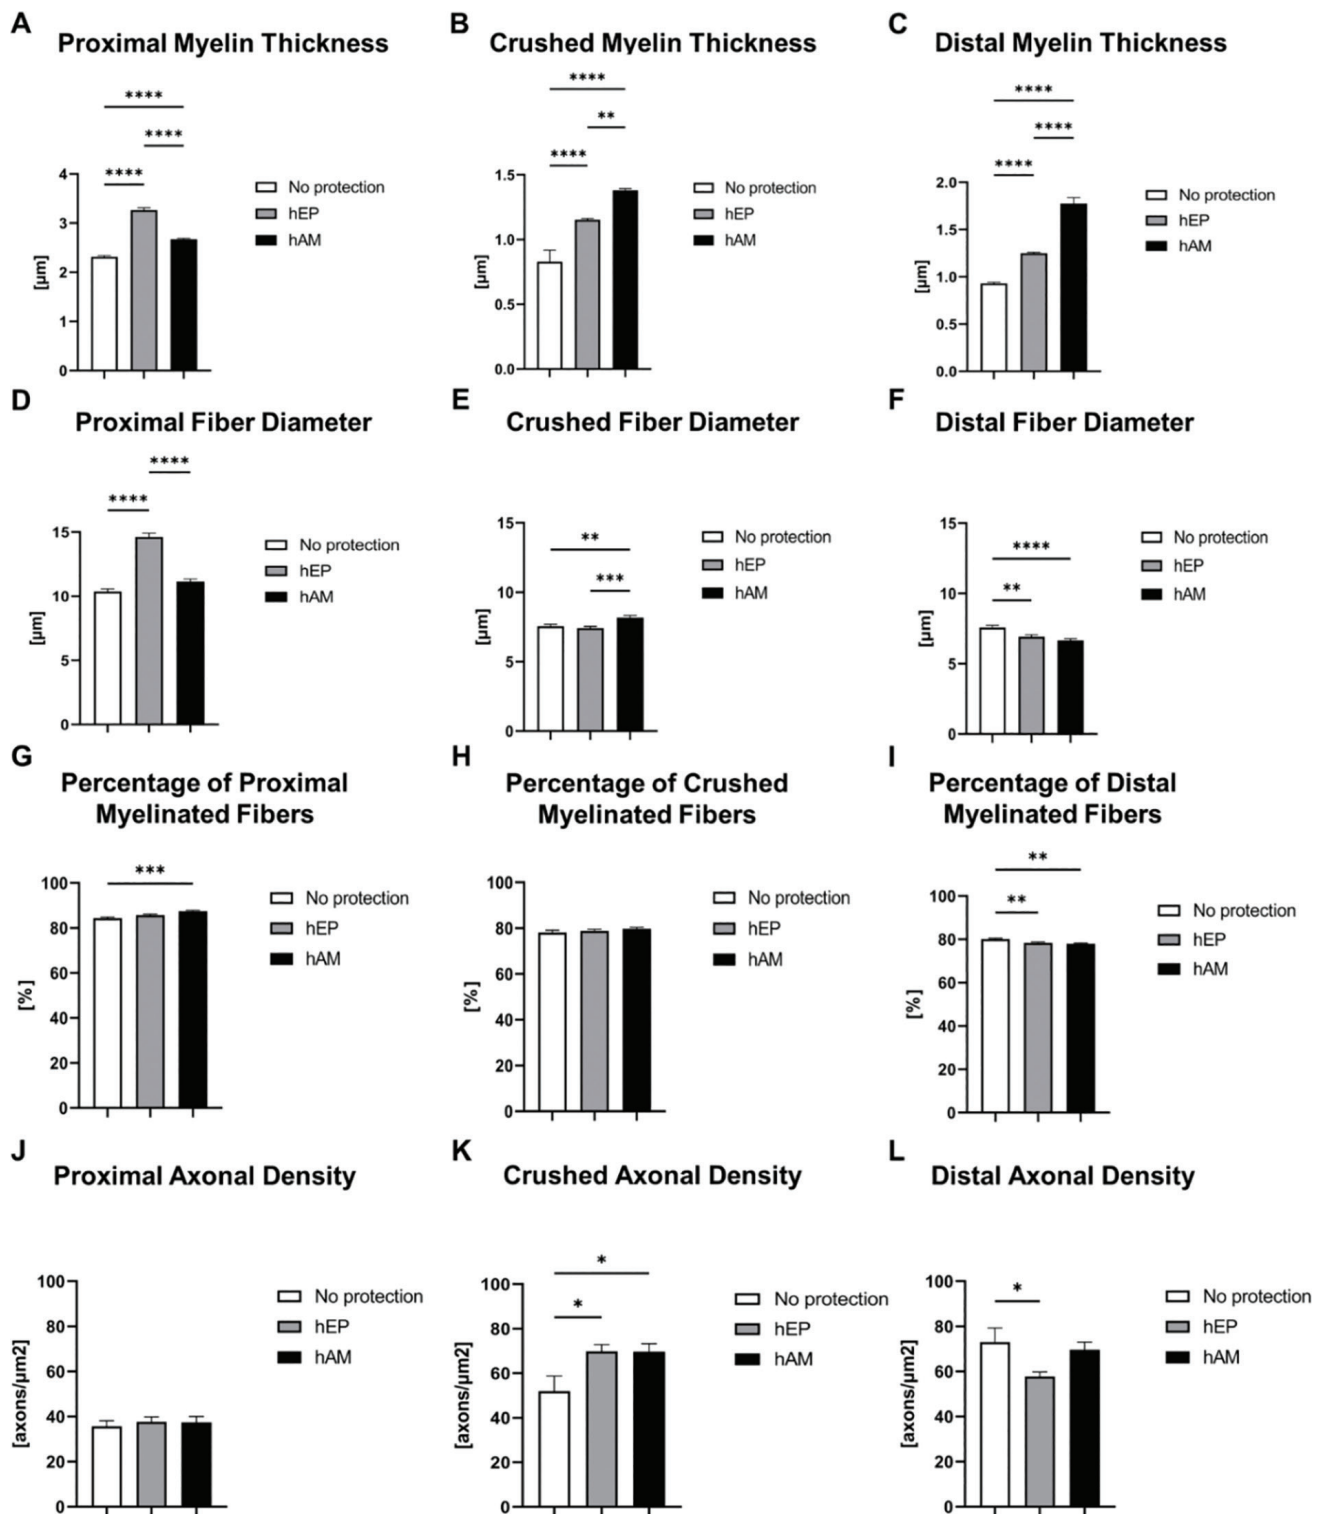 A
Proximal Myelin Thickness
****
****
****
4
3
2
1
0
[µm]
No protection
hEP
hAM
B
Crushed Myelin Thickness
****
**
****
1.5
1.0
0.5
0.0
[µm]
No protection
hEP
hAM
C
Distal Myelin Thickness
****
****
****
2.0
1.5
1.0
0.5
0.0
[µm]
No protection
hEP
hAM
D
Proximal Fiber Diameter
****
****
15
10
5
0
[µm]
No protection
hEP
hAM
E
Crushed Fiber Diameter
**
***
15
10
5
0
[µm]
No protection
hEP
hAM
F
Distal Fiber Diameter
****
**
15
10
5
0
[µm]
No protection
hEP
hAM
G
Percentage of Proximal
Myelinated Fibers
***
100
80
60
40
20
0
[%]
No protection
hEP
hAM
H
Percentage of Crushed
Myelinated Fibers
100
80
60
40
20
0
[%]
No protection
hEP
hAM
I
Percentage of Distal
Myelinated Fibers
**
**
100
80
60
40
20
0
[%]
No protection
hEP
hAM
J
Proximal Axonal Density
100
80
60
40
20
0
[axons/µm2]
No protection
hEP
hAM
K
Crushed Axonal Density
*
*
100
80
60
40
20
0
[axons/µm2]
No protection
hEP
hAM
L
Distal Axonal Density
*
100
80
60
40
20
0
[axons/µm2]
No protection
hEP
hAM